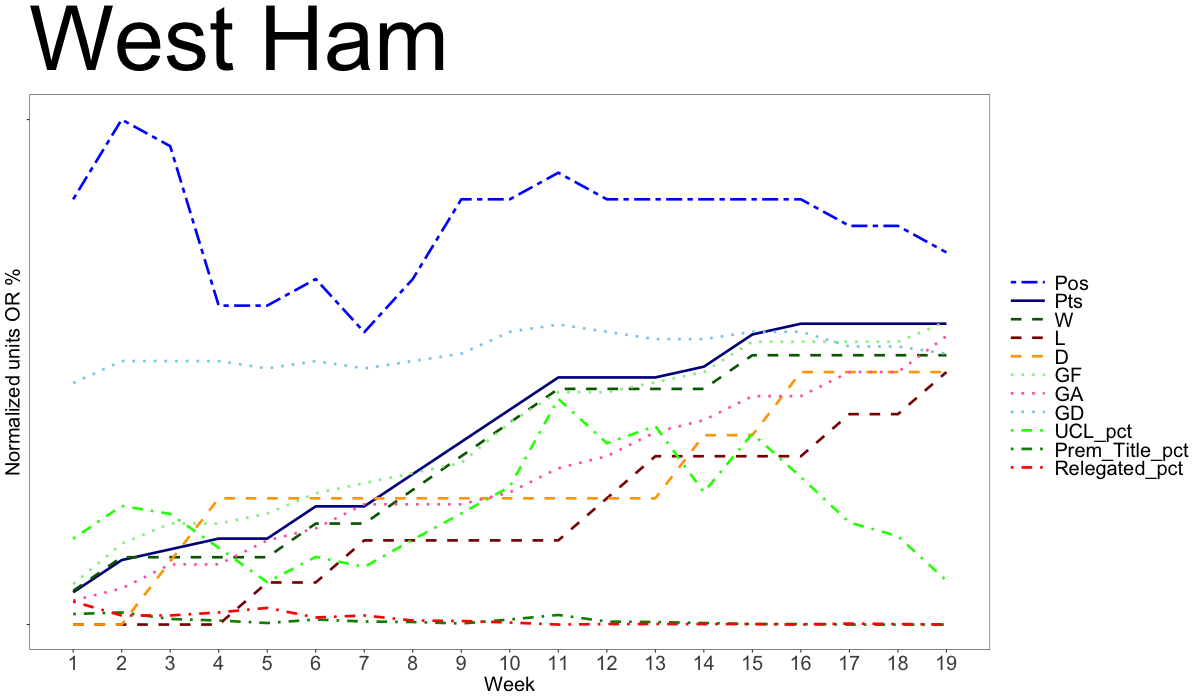 West Ham
Normalized units OR %
Pos
Pts
W
L
D
GF
GA
GD
UCL_pct
Prem_Title_pct
Relegated_pct
1 2 3 4 5 6 7 8 9 10 11 12 13 14 15 16 17 18 19
Week